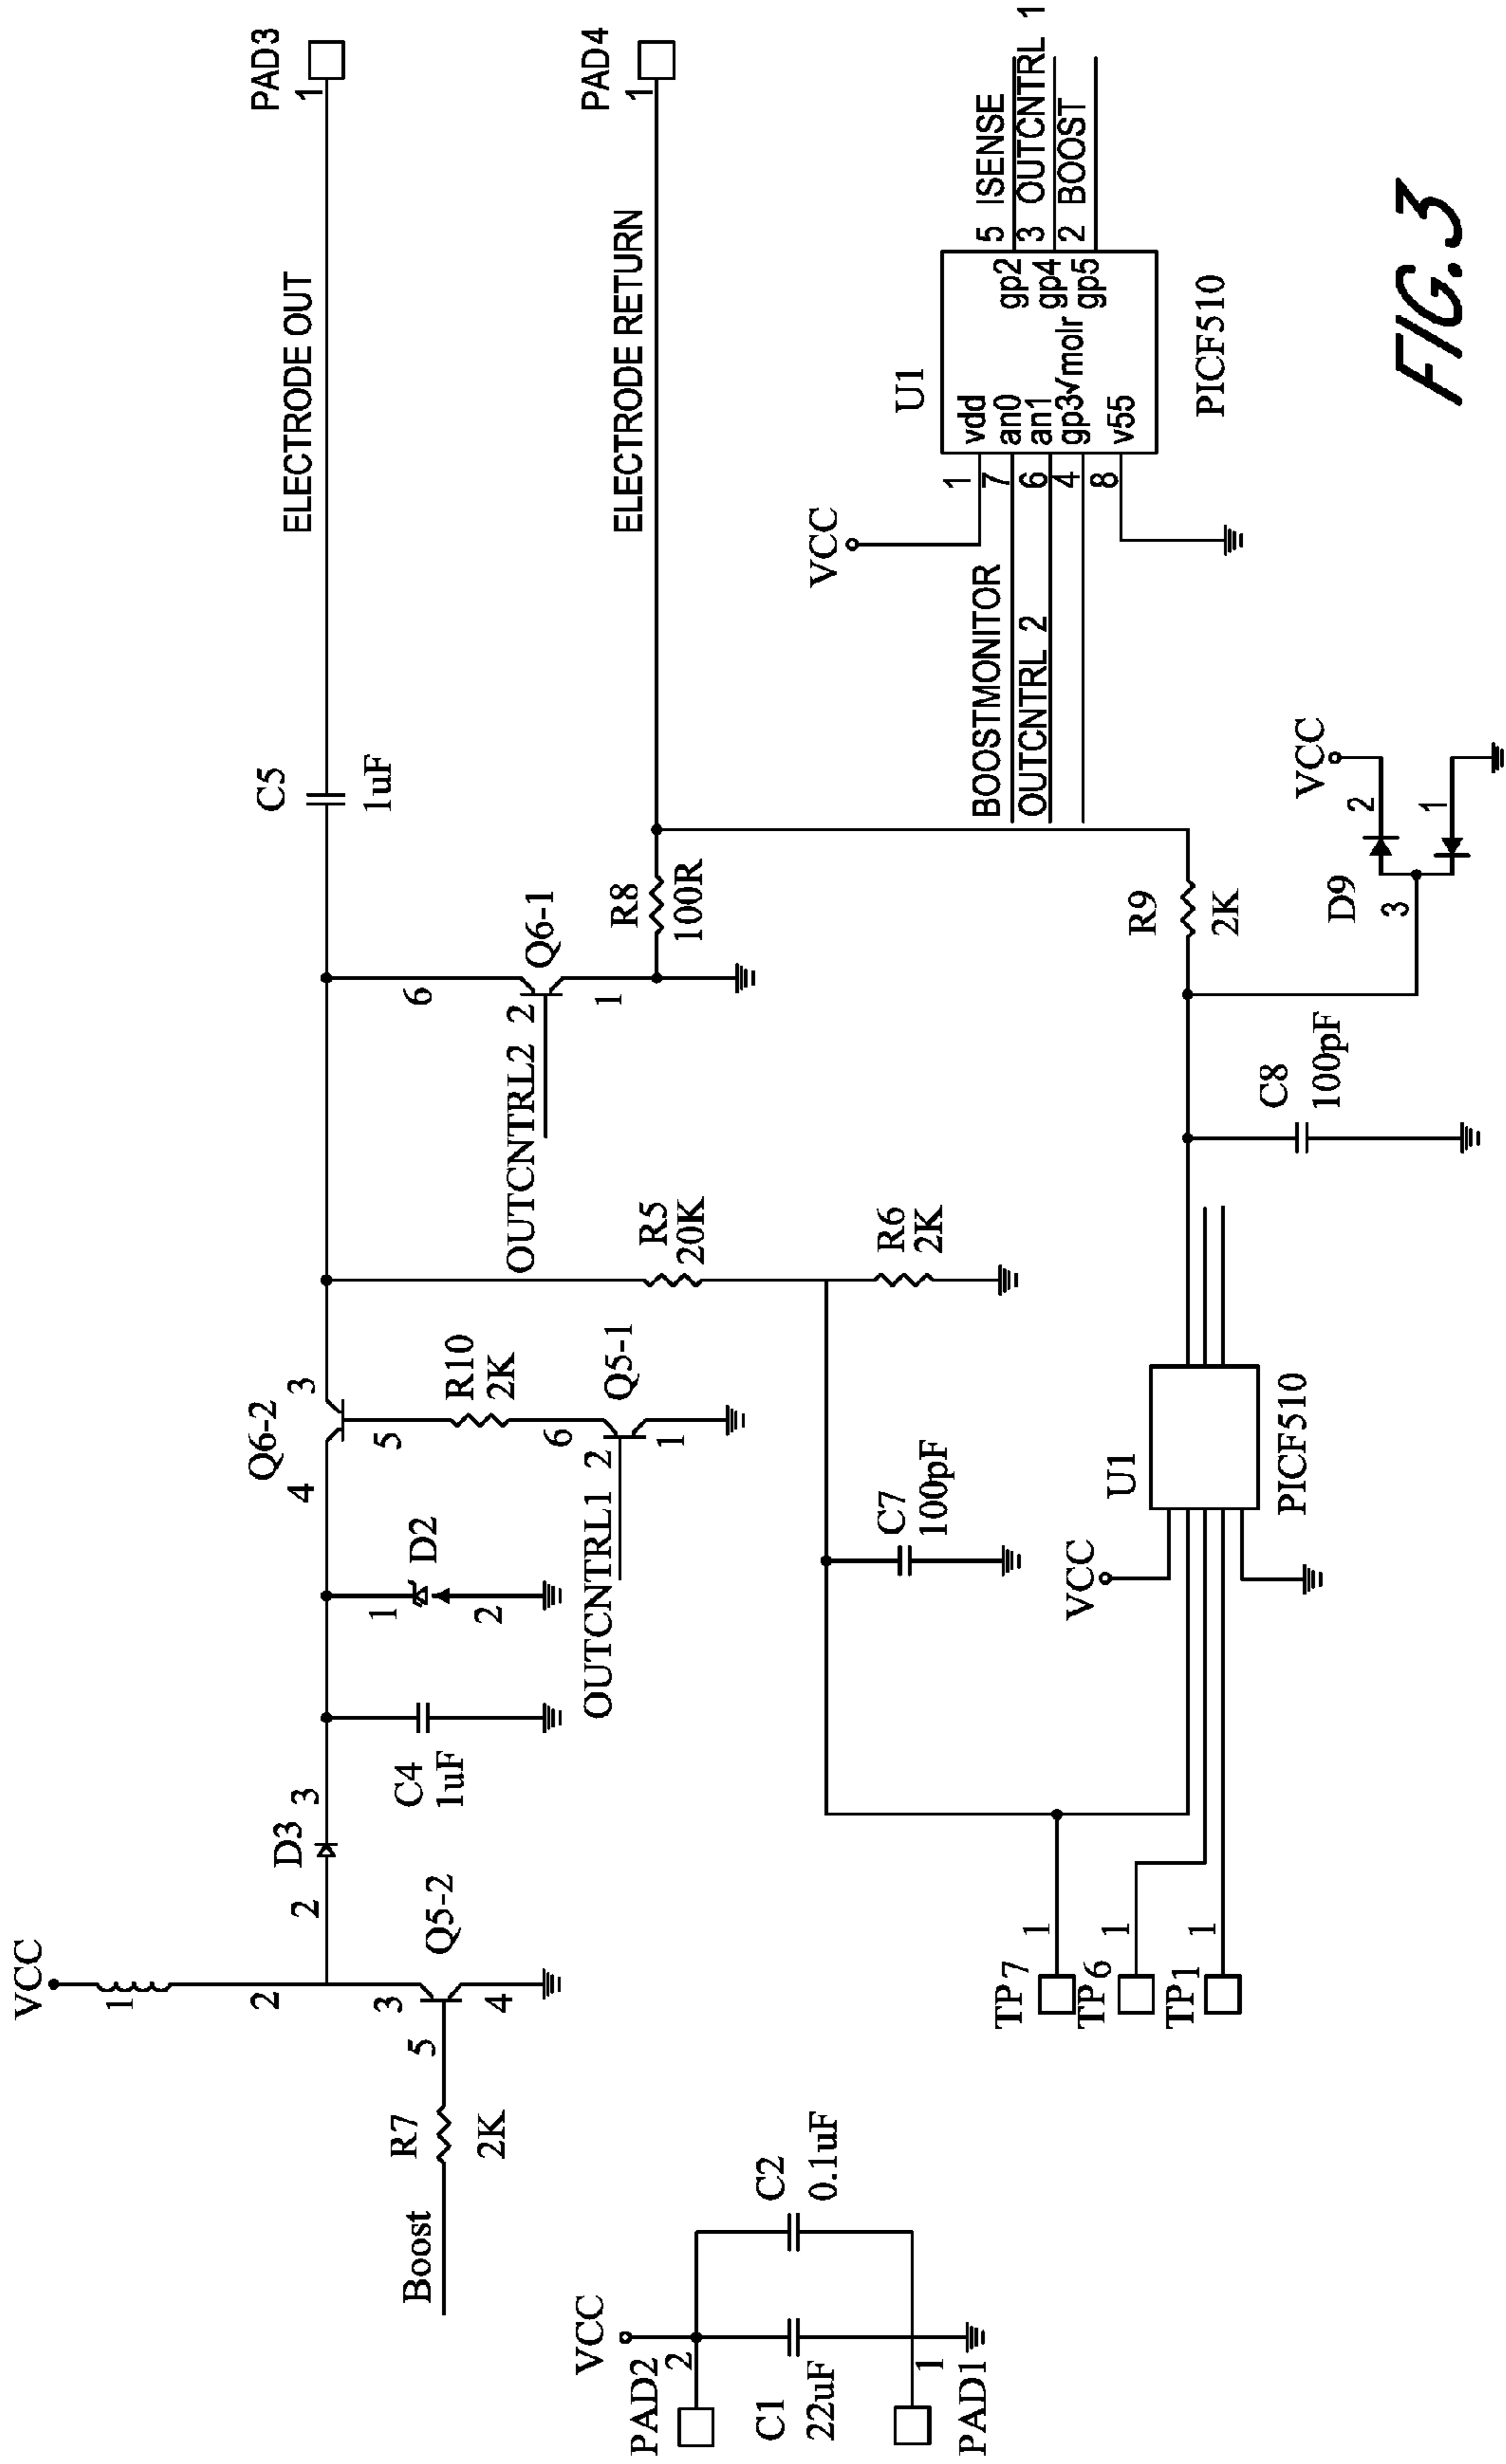 VCC
1
2
Boost
R7
2K
5
3
4
Q5-2
2
D3
3
C4
1uF
1
D2
2
4
Q6-2
3
5
R10
2K
OUTCNTRL1
2
6
Q5-1
1
R5
20K
R6
2K
OUTCNTRL2
2
6
Q6-1
1
R8
100R
C5
1uF
ELECTRODE OUT
PAD3
1
ELECTRODE RETURN
PAD4
1
VCC
PAD2
2
C1
22uF
C2
0.1uF
1
PAD1
TP7
1
TP6
1
TP1
1
C7
100pF
VCC
U1
PICF510
C8
100pF
R9
2K
D9
3
VCC
2
1
VCC
U1
BOOSTMONITOR
OUTCNTRL 2
1
7
6
4
8
vdd
an0
an1
gp3√molr
v55
gp2
gp4
gp5
5 ISENSE
3 OUTCNTRL 1
2 BOOST
PICF510
FIG. 3